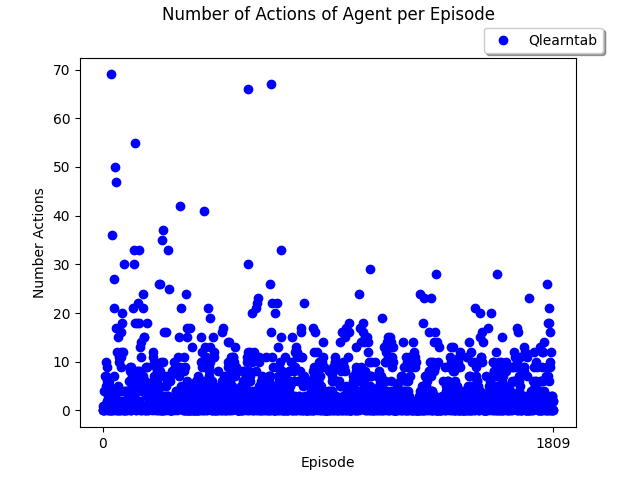 Number of Actions of Agent per Episode
Qlearntab
70
60
50
40
30
20
10
0
Number Actions
0 1809
Episode